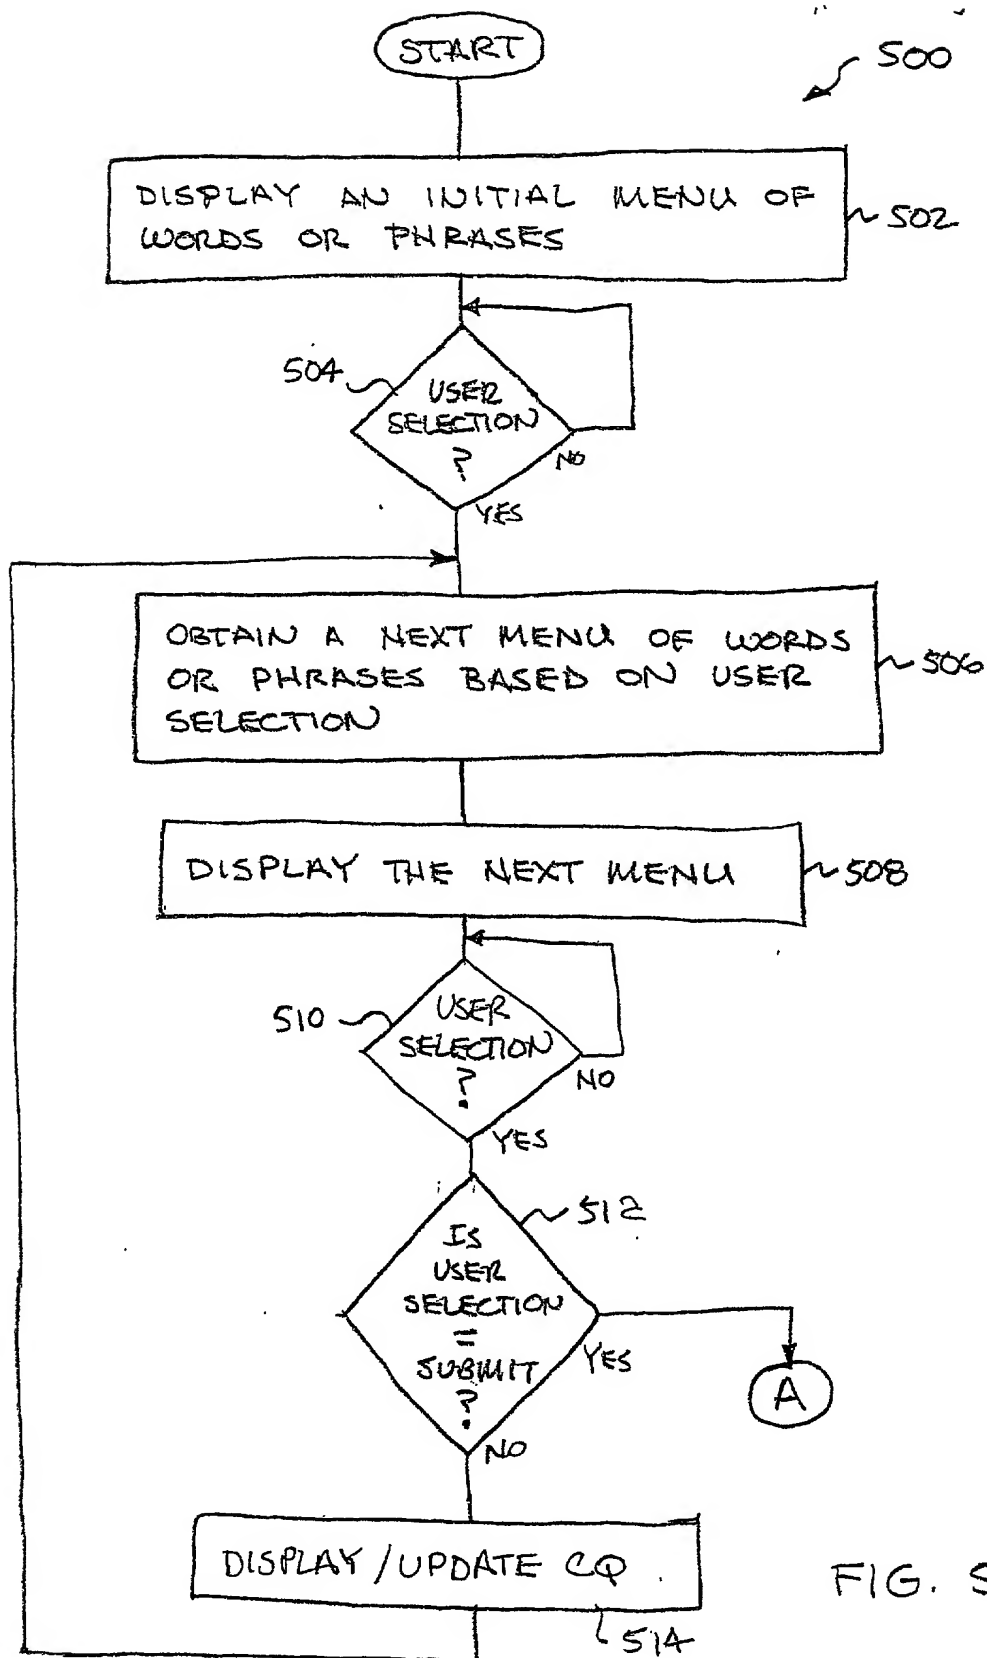 START
500
DISPLAY AN INITIAL MENU OF
WORDS OR PHRASES
502
504
USER
SELECTION
?
NO
YES
OBTAIN A NEXT MENU OF WORDS
OR PHRASES BASED ON USER
SELECTION
506
DISPLAY THE NEXT MENU
508
510
USER
SELECTION
?
NO
YES
512
IS
USER
SELECTION
=
SUBMIT
?
YES
A
NO
DISPLAY/UPDATE CQ
514
FIG. 5